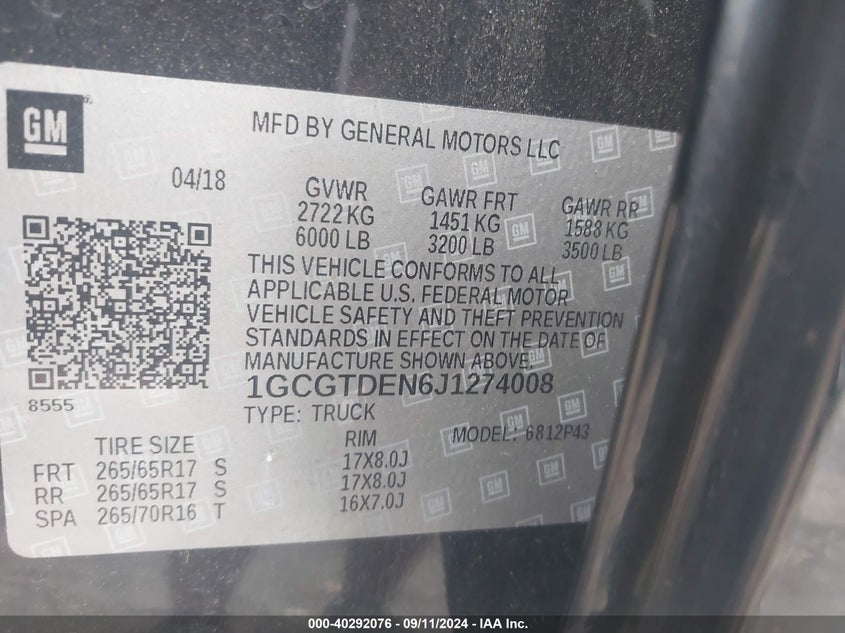 GM
MFD BY GENERAL MOTORS LLC
04/18
GVWR
2722 KG
6000 LB
GAWR FRT
1451 KG
3200 LB
GAWR RR
1588 KG
3500 LB
THIS VEHICLE CONFORMS TO ALL
APPLICABLE U.S. FEDERAL MOTOR
VEHICLE SAFETY AND THEFT PREVENTION
STANDARDS IN EFFECT ON THE DATE OF
MANUFACTURE SHOWN ABOVE.
1GCGTDEN6J1274008
8555
TYPE: TRUCK
MODEL: 6812P43
TIRE SIZE RIM
FRT 265/65R17 S 17X8.0J
RR 265/65R17 S 17X8.0J
SPA 265/70R16 T 16X7.0J
000-40292076 - 09/11/2024 - IAA Inc.